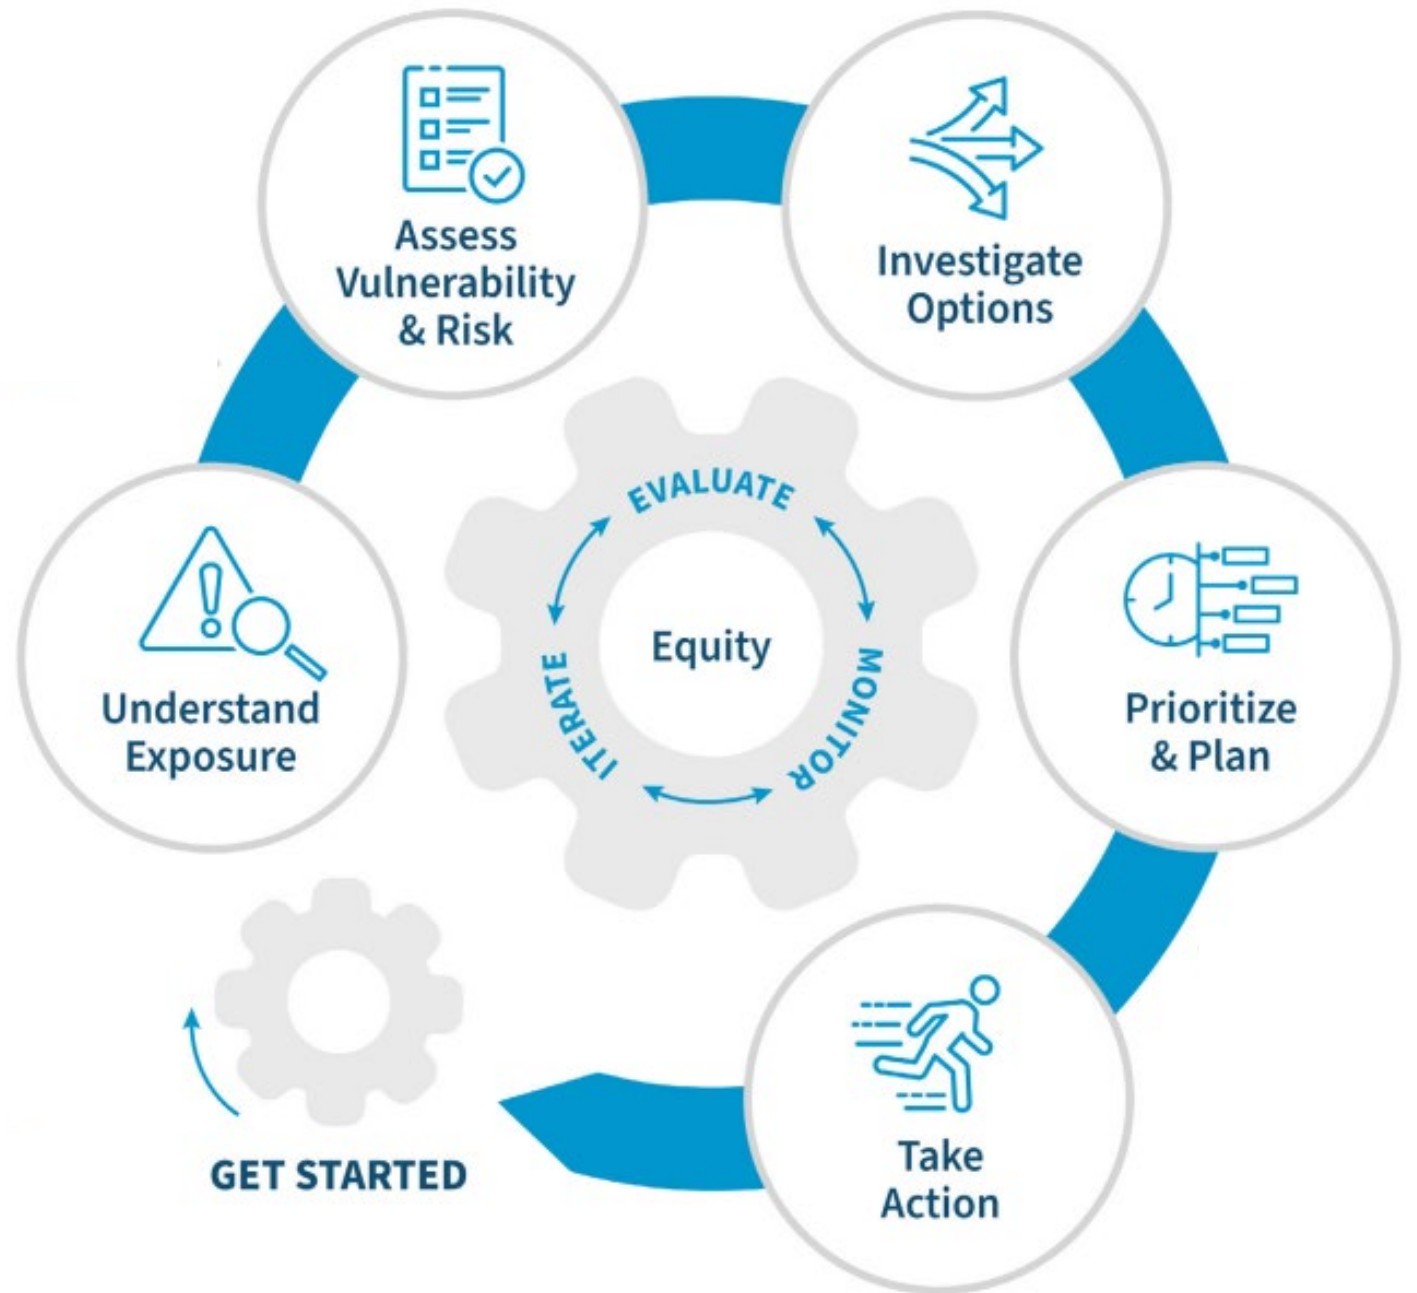 Assess
Vulnerability
& Risk
Investigate
Options
Understand
Exposure
EVALUATE
MONITOR
ITERATE
Equity
Prioritize
& Plan
Take
Action
GET STARTED